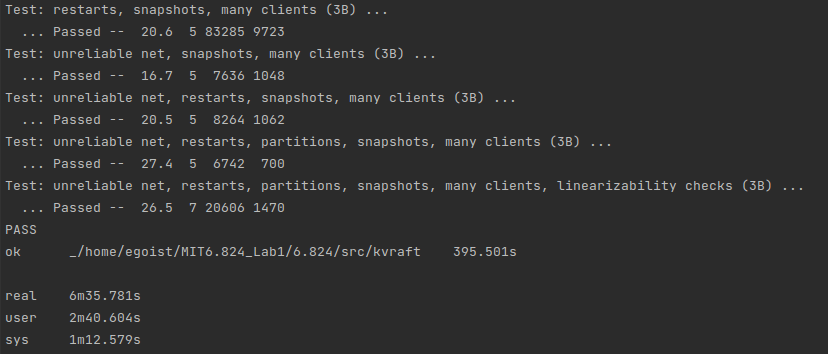 Test: restarts, snapshots, many clients (3B) ...
  ... Passed --  20.6  5 83285 9723
Test: unreliable net, snapshots, many clients (3B) ...
  ... Passed --  16.7  5  7636 1048
Test: unreliable net, restarts, snapshots, many clients (3B) ...
  ... Passed --  20.5  5  8264 1062
Test: unreliable net, restarts, partitions, snapshots, many clients (3B) ...
  ... Passed --  27.4  5  6742  700
Test: unreliable net, restarts, partitions, snapshots, many clients, linearizability checks (3B) ...
  ... Passed --  26.5  7 20606 1470
PASS
ok      _/home/egoist/MIT6.824_Lab1/6.824/src/kvraft    395.501s

real    6m35.781s
user    2m40.604s
sys     1m12.579s